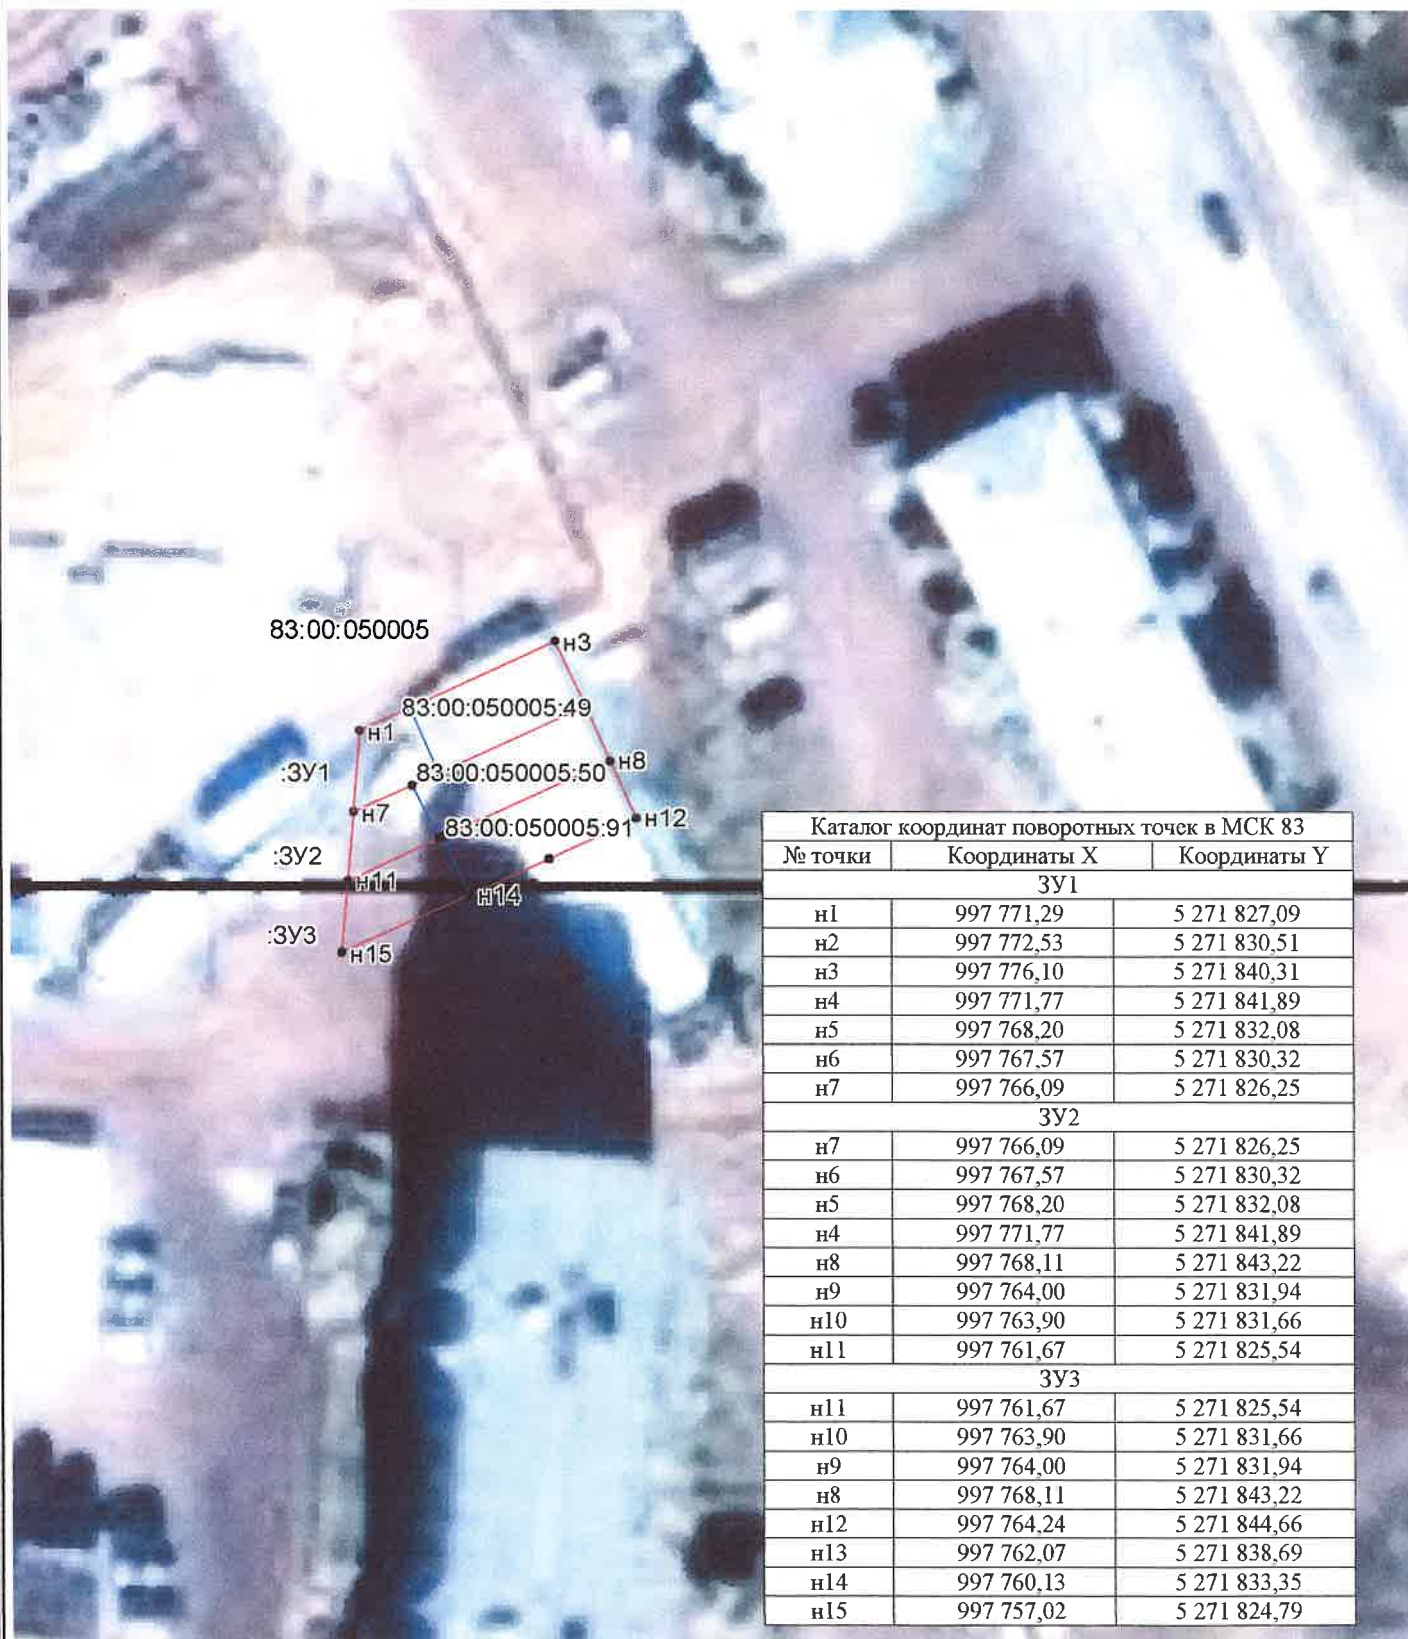 83:00:050005
н3
83:00:050005:49
н1
:ЗУ1
н8
83:00:050005:50
н7
н12
83:00:050005:91
:ЗУ2
н11
н14
:ЗУ3
н15
Каталог координат поворотных точек в МСК 83
№ точки Координаты X Координаты Y
ЗУ1
н1 997 771,29 5 271 827,09
н2 997 772,53 5 271 830,51
н3 997 776,10 5 271 840,31
н4 997 771,77 5 271 841,89
н5 997 768,20 5 271 832,08
н6 997 767,57 5 271 830,32
н7 997 766,09 5 271 826,25
ЗУ2
н7 997 766,09 5 271 826,25
н6 997 767,57 5 271 830,32
н5 997 768,20 5 271 832,08
н4 997 771,77 5 271 841,89
н8 997 768,11 5 271 843,22
н9 997 764,00 5 271 831,94
н10 997 763,90 5 271 831,66
н11 997 761,67 5 271 825,54
ЗУ3
н11 997 761,67 5 271 825,54
н10 997 763,90 5 271 831,66
н9 997 764,00 5 271 831,94
н8 997 768,11 5 271 843,22
н12 997 764,24 5 271 844,66
н13 997 762,07 5 271 838,69
н14 997 760,13 5 271 833,35
н15 997 757,02 5 271 824,79